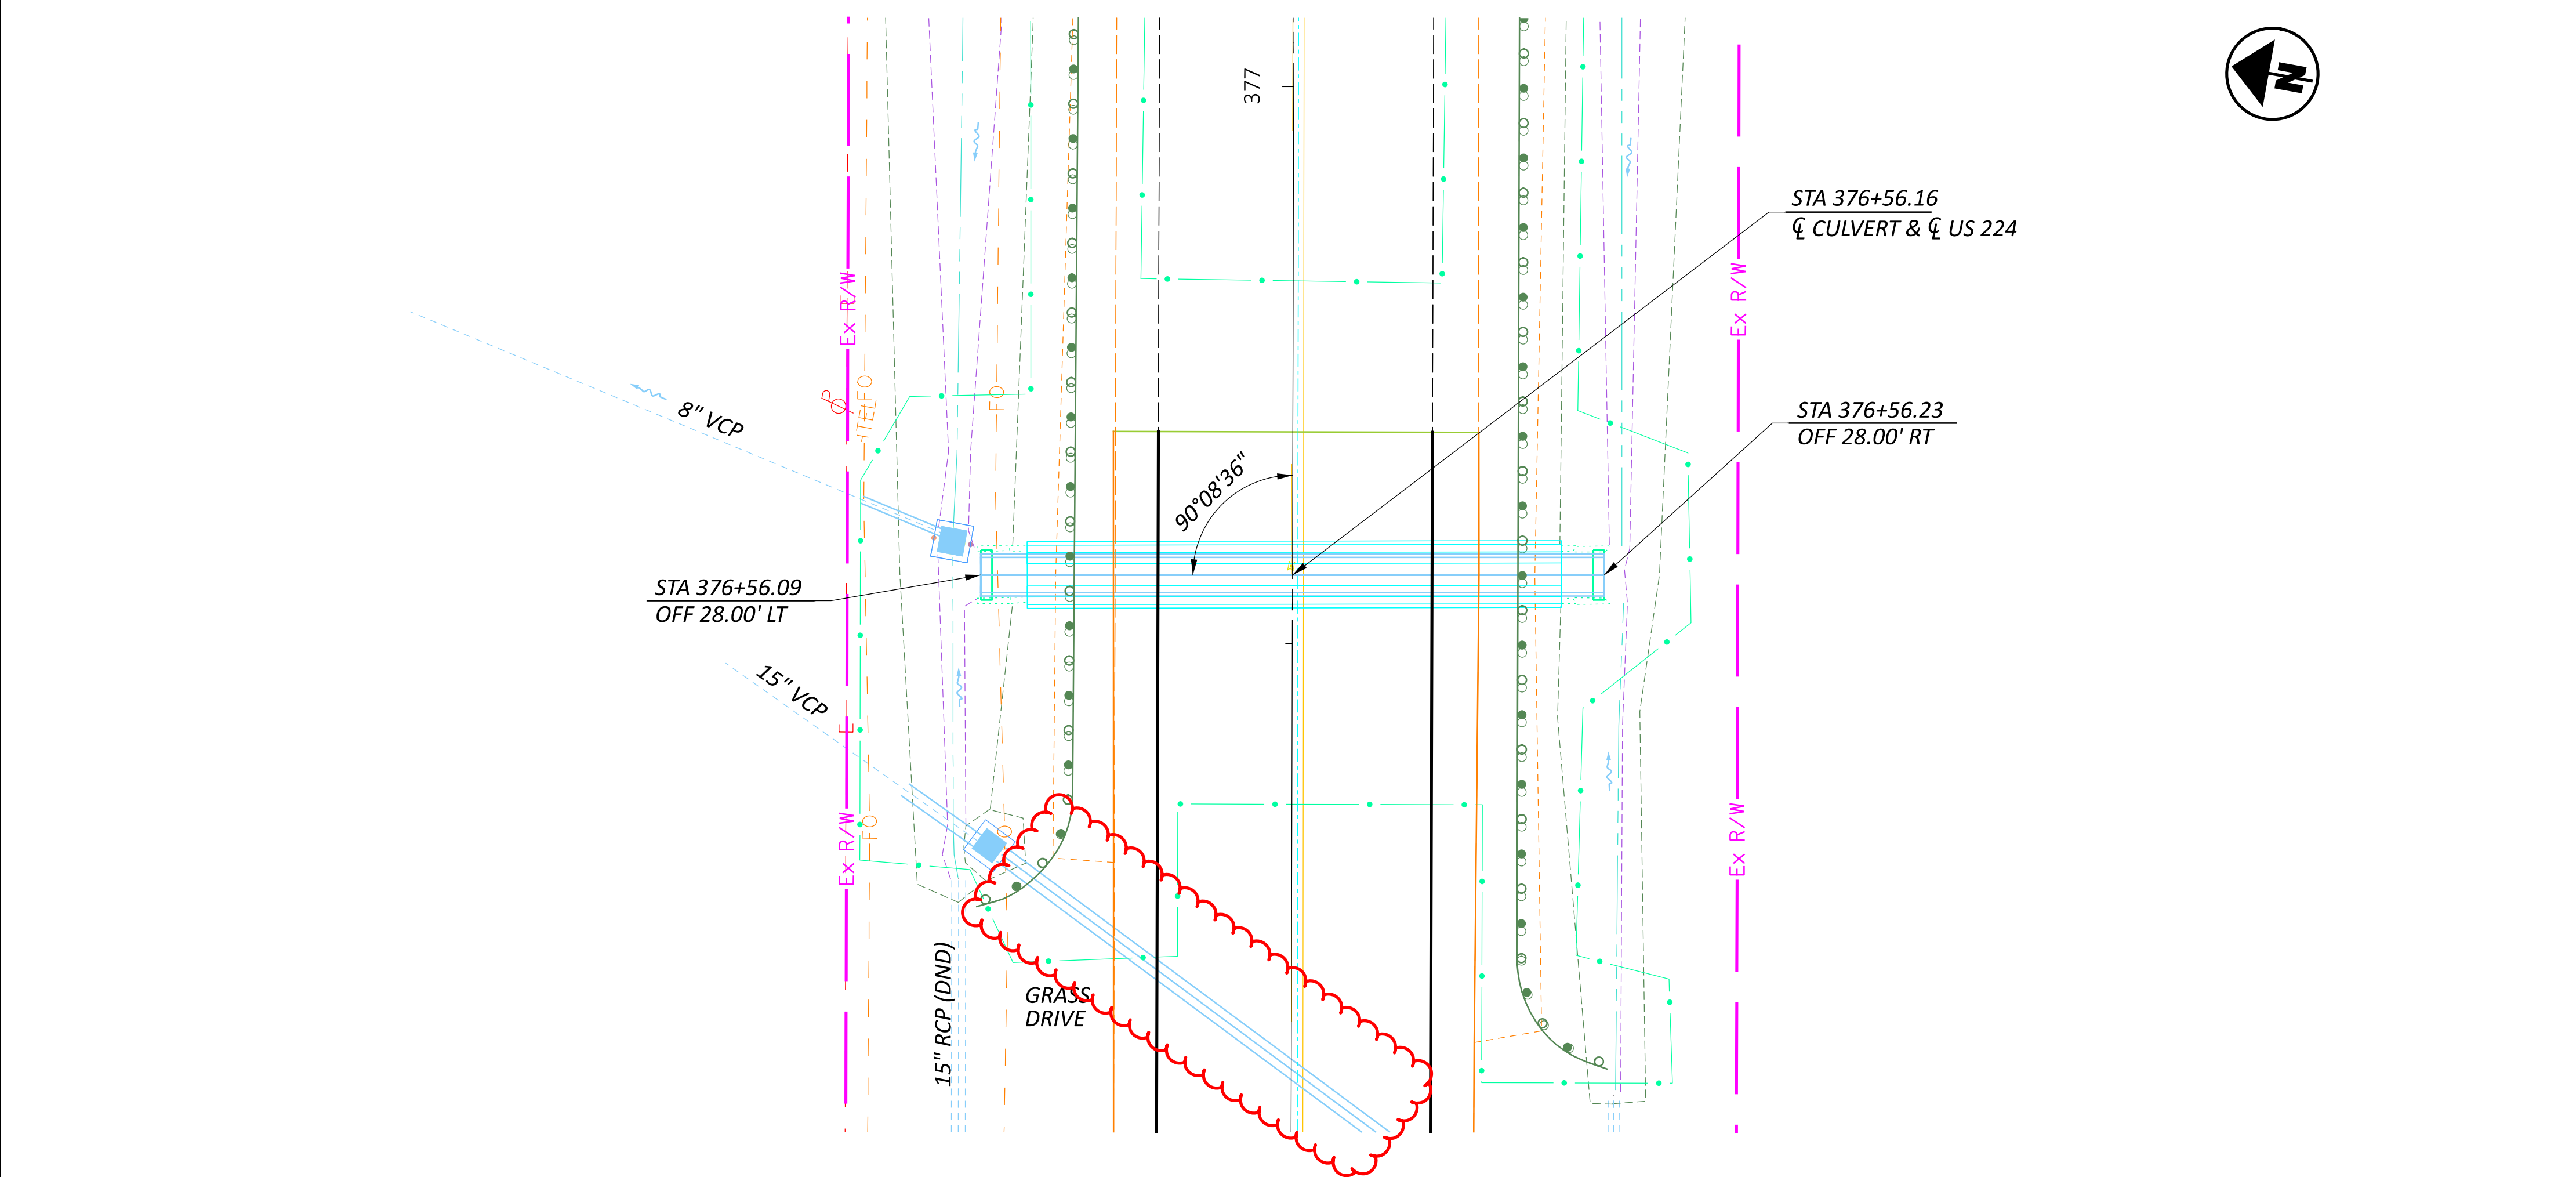 377
N
STA 376+56.16
℄ CULVERT & ℄ US 224
Ex R/W
Ex R/W
E
FO
TELFO
FO
8" VCP
STA 376+56.23
OFF 28.00' RT
90°08'36"
STA 376+56.09
OFF 28.00' LT
15" VCP
E
Ex R/W
FO
Ex R/W
15" RCP (DND)
GRASS
DRIVE